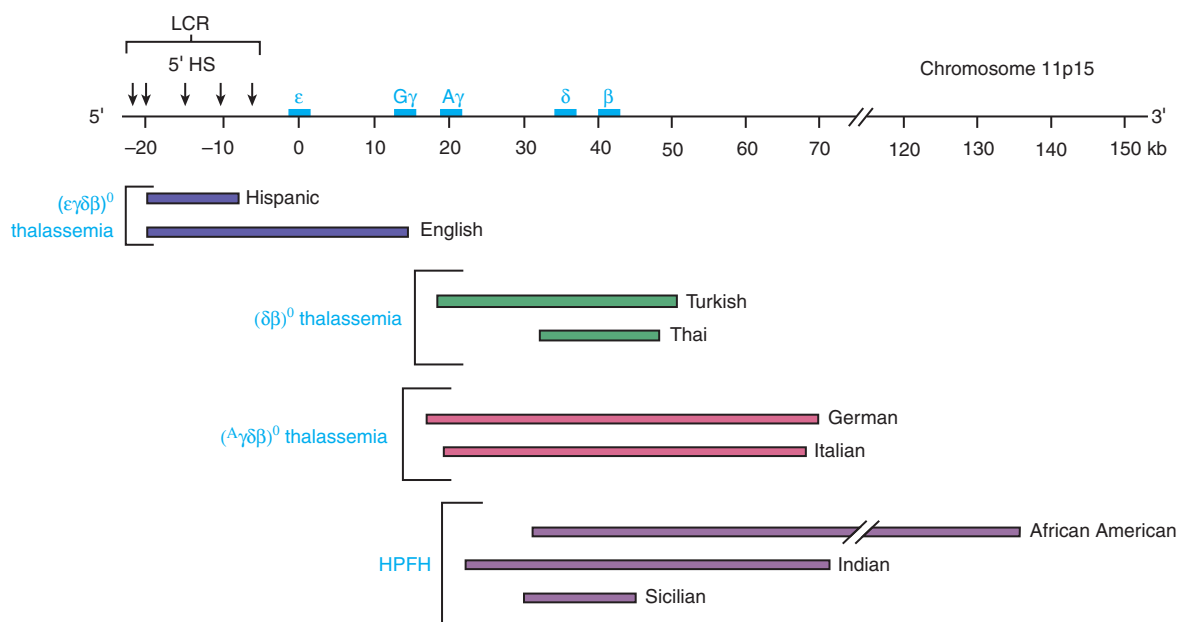 LCR
5' HS
Chromosome 11p15
ε Gγ Aγ δ β
5' 3'
–20 –10 0 10 20 30 40 50 60 70 120 130 140 150 kb
(εγδβ)⁰
thalassemia
Hispanic
English
(δβ)⁰ thalassemia
Turkish
Thai
(ᴬγδβ)⁰ thalassemia
German
Italian
HPFH
African American
Indian
Sicilian